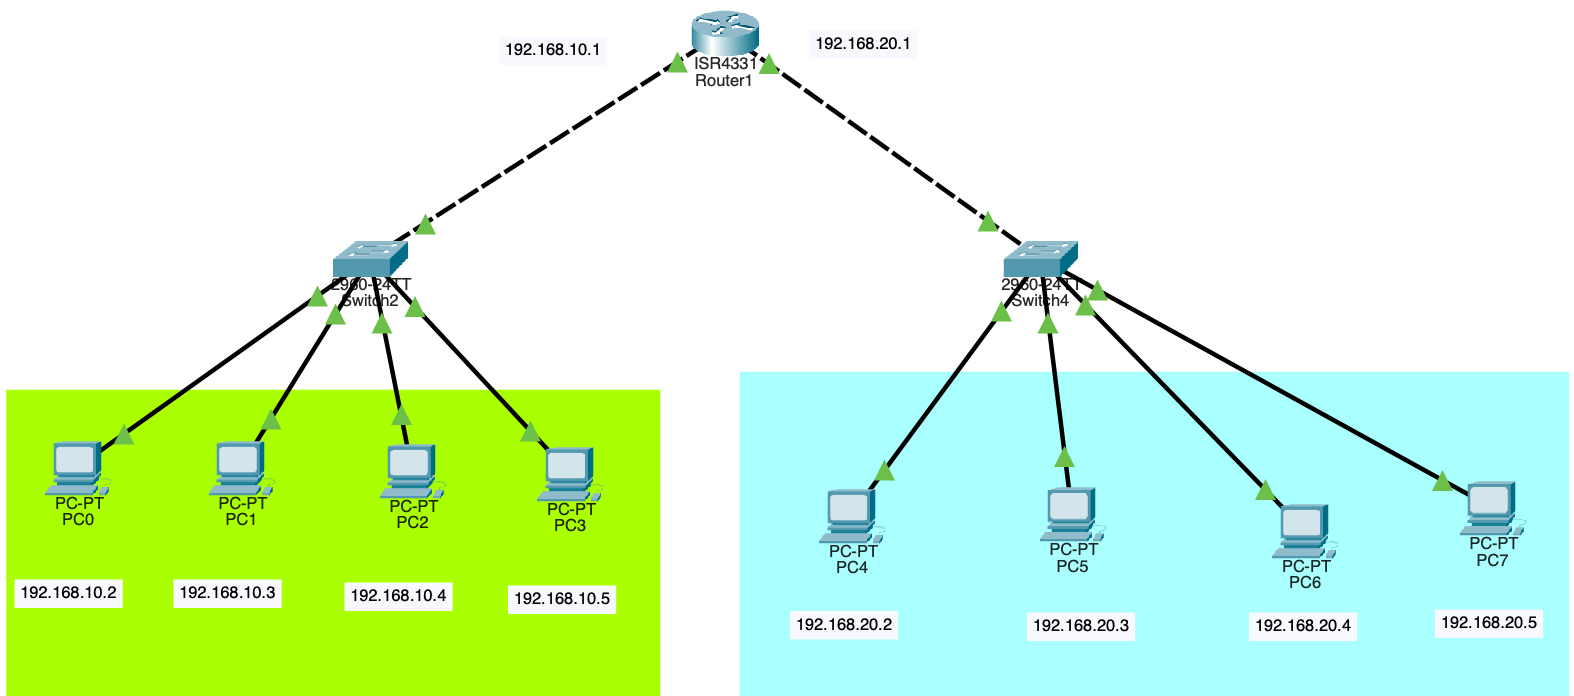 192.168.10.1
192.168.20.1
ISR4331
Router1
2960-24TT
Switch2
2960-24TT
Switch4
PC-PT
PC0
PC-PT
PC1
PC-PT
PC2
PC-PT
PC3
PC-PT
PC4
PC-PT
PC5
PC-PT
PC6
PC-PT
PC7
192.168.10.2
192.168.10.3
192.168.10.4
192.168.10.5
192.168.20.2
192.168.20.3
192.168.20.4
192.168.20.5